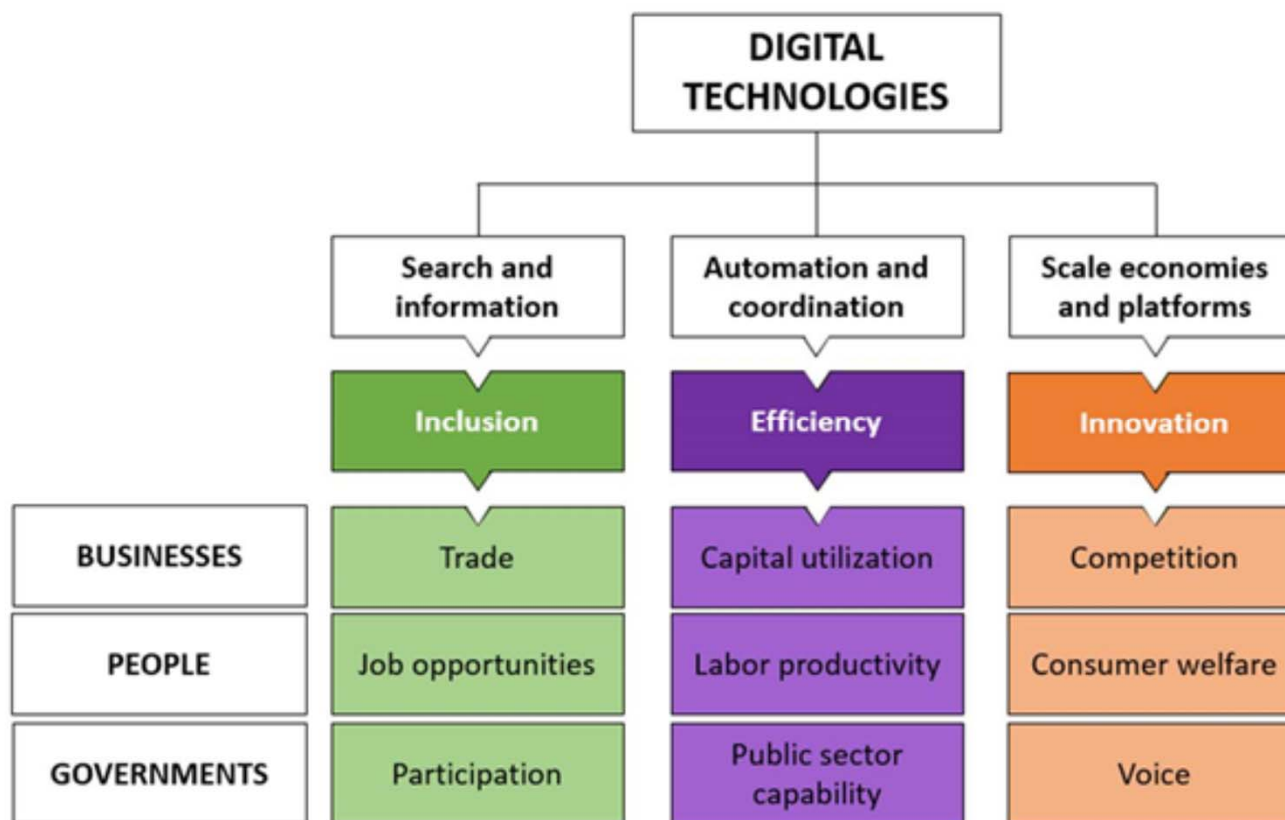 DIGITAL
TECHNOLOGIES
Search and
information
Automation and
coordination
Scale economies
and platforms
Inclusion
Efficiency
Innovation
BUSINESSES
Trade
Capital utilization
Competition
PEOPLE
Job opportunities
Labor productivity
Consumer welfare
GOVERNMENTS
Participation
Public sector
capability
Voice